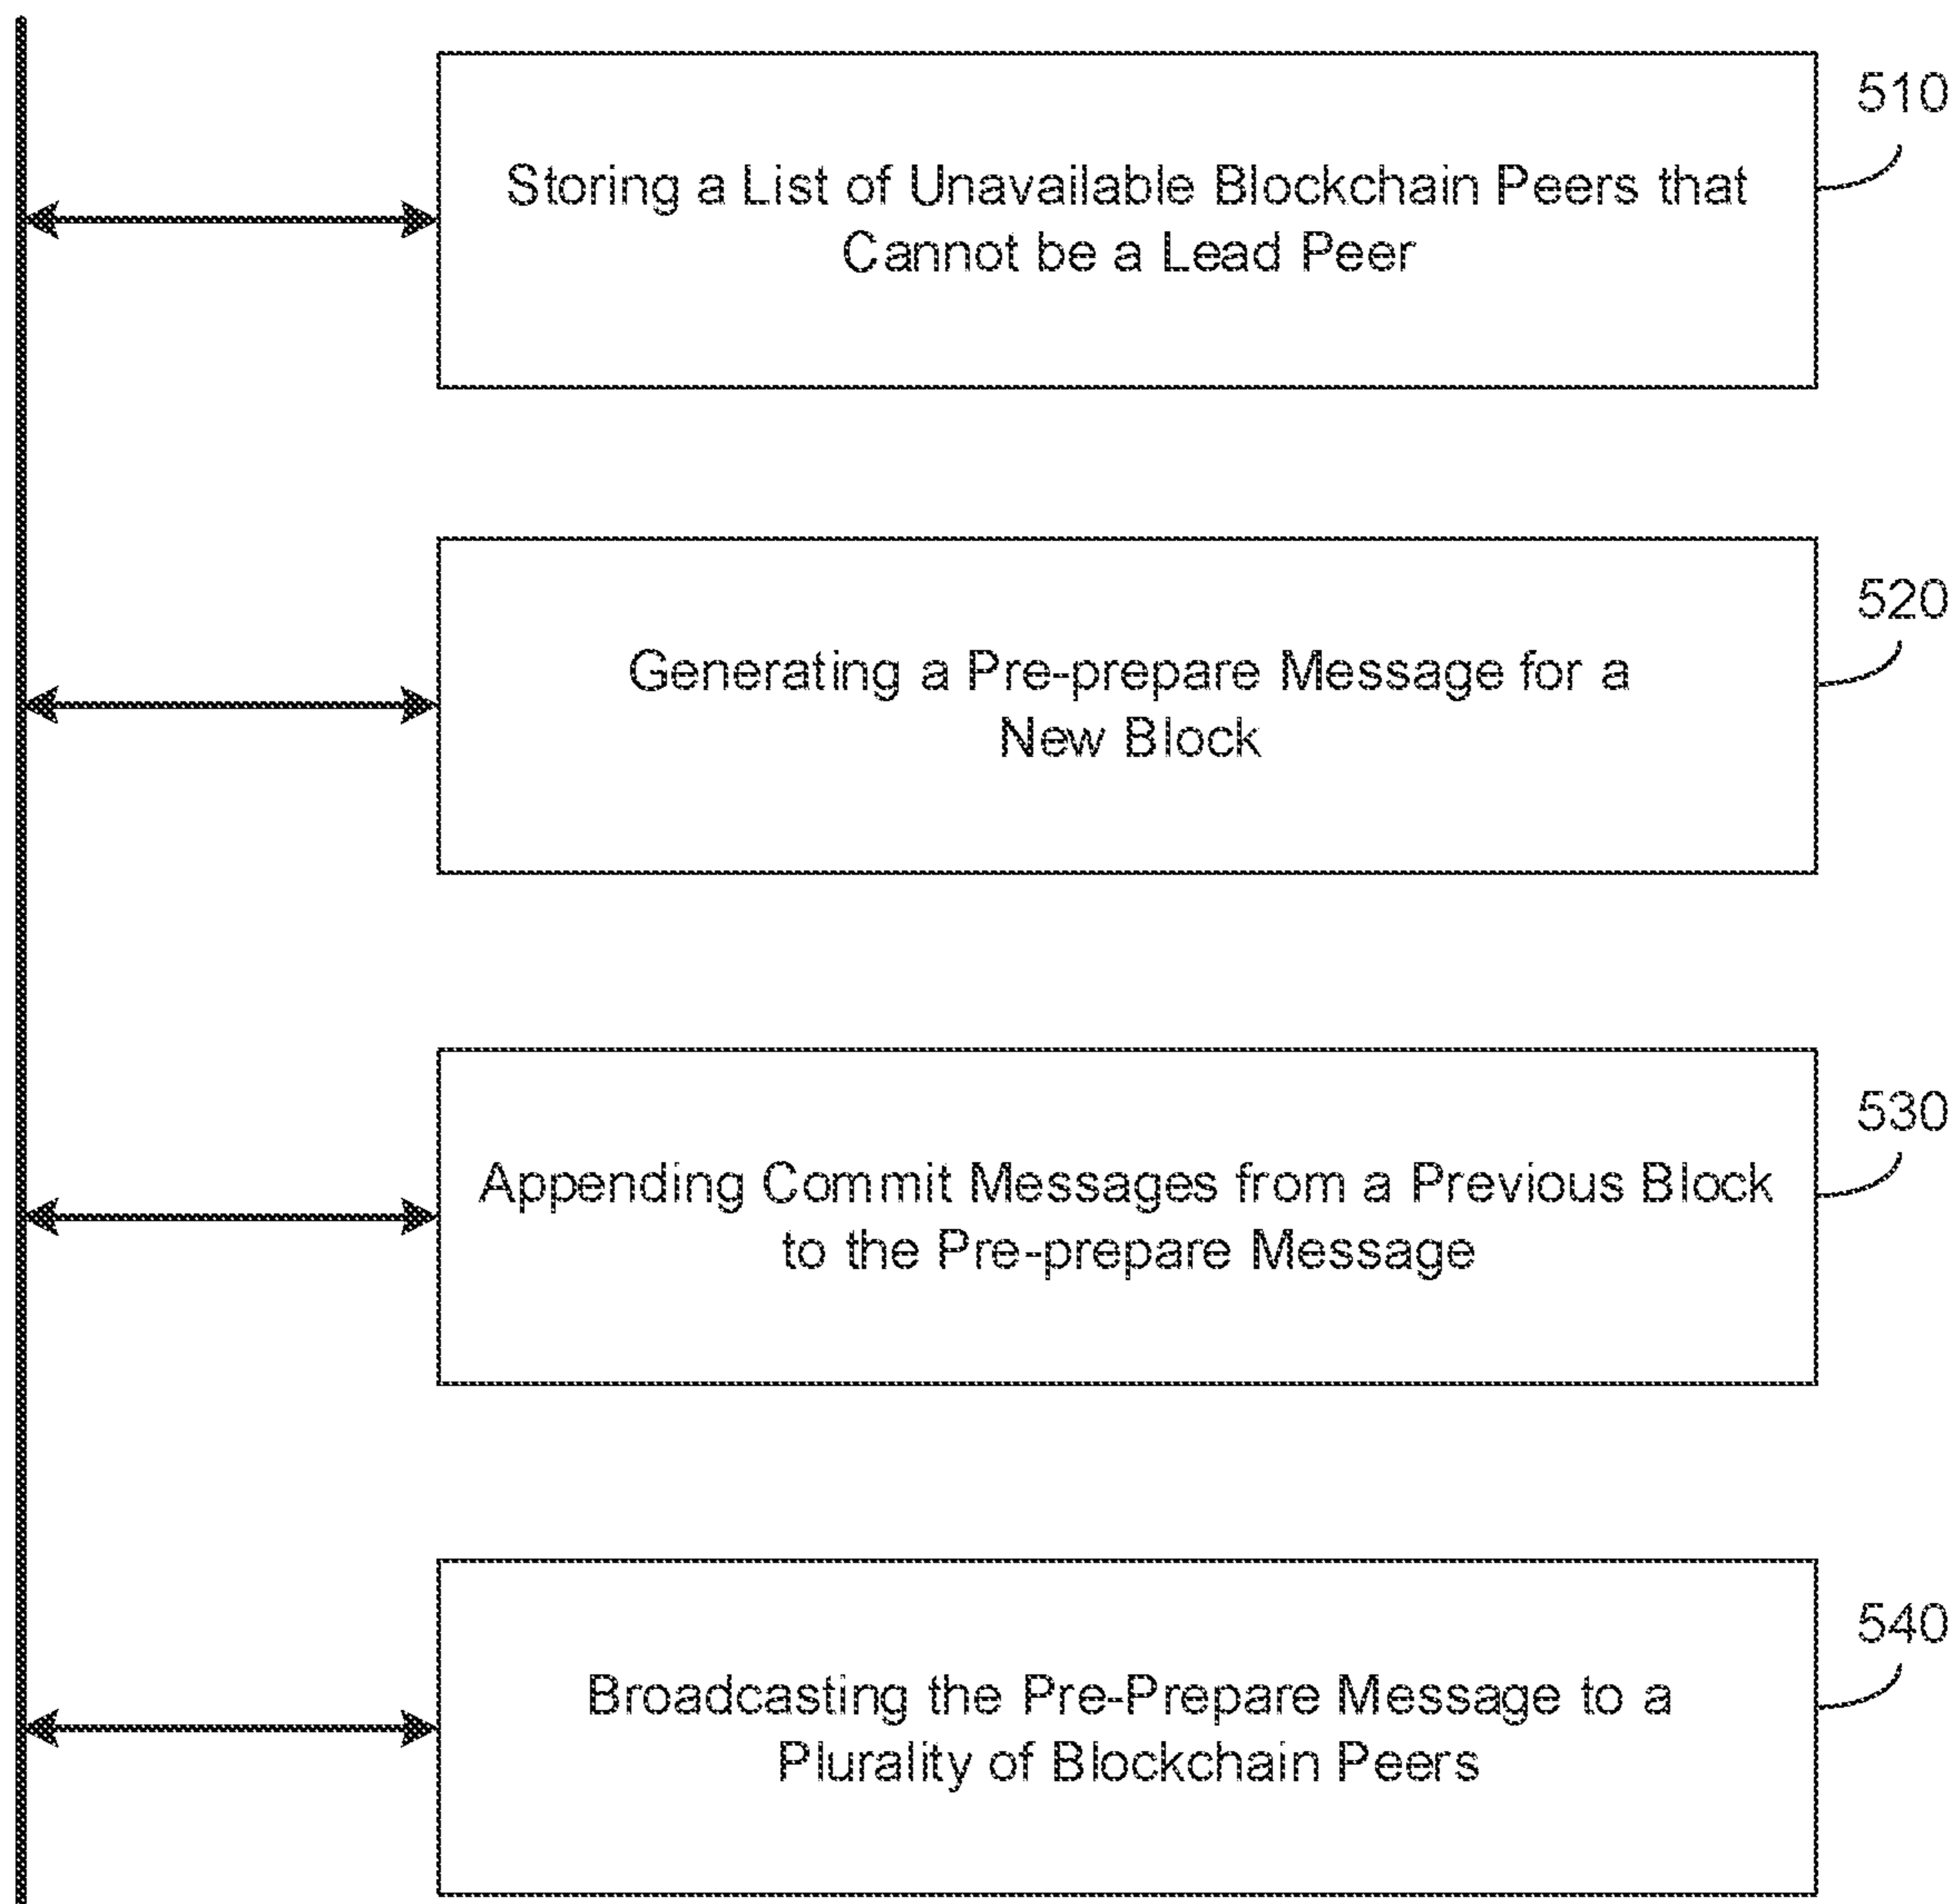 510
Storing a List of Unavailable Blockchain Peers that
Cannot be a Lead Peer
520
Generating a Pre-prepare Message for a
New Block
530
Appending Commit Messages from a Previous Block
to the Pre-prepare Message
540
Broadcasting the Pre-Prepare Message to a
Plurality of Blockchain Peers